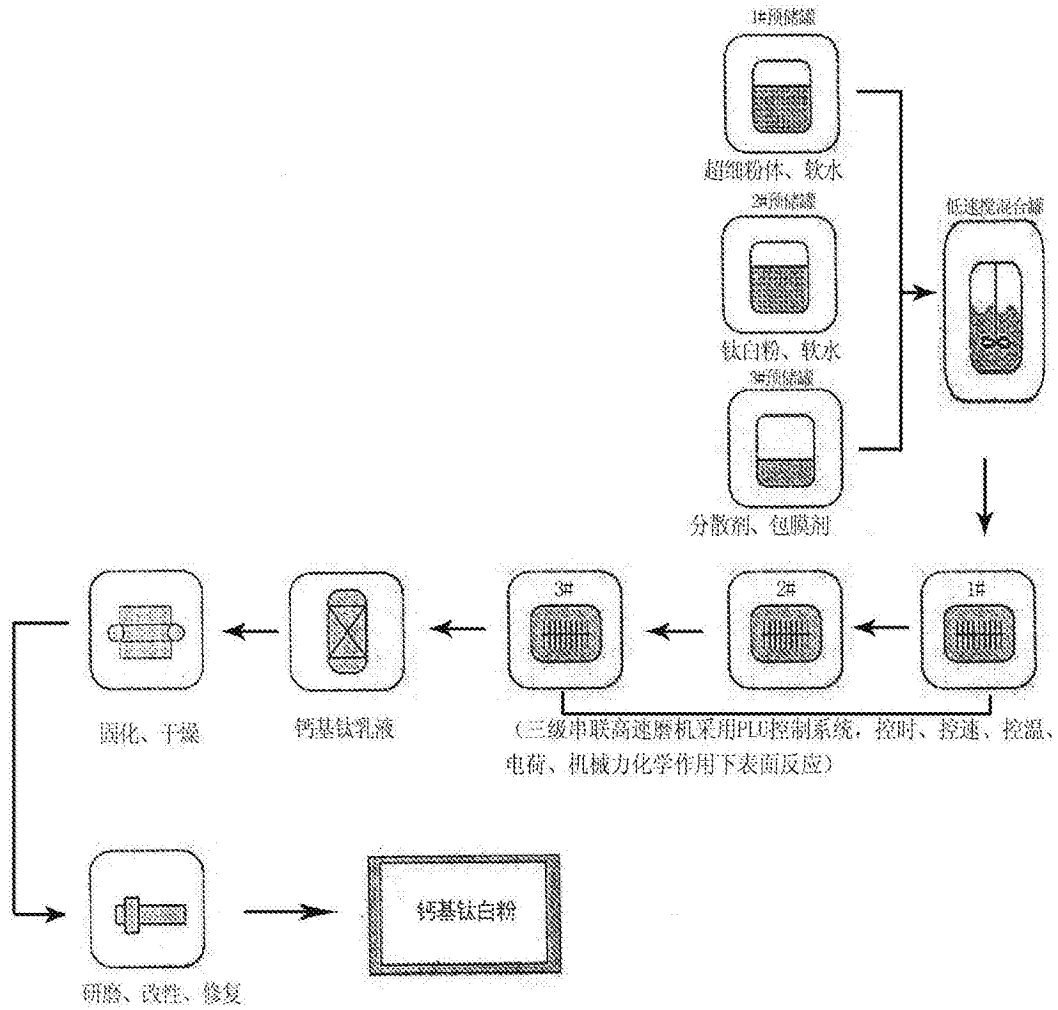 1#预储罐
超细粉体、软水
2#预储罐
钛白粉、软水
3#预储罐
分散剂、包膜剂
低速搅混合罐
1#
2#
3#
(三级串联高速磨机采用PLU控制系统，控时、控速、控温、
电荷、机械力化学作用下表面反应)
钙基钛乳液
固化、干燥
研磨、改性、修复
钙基钛白粉